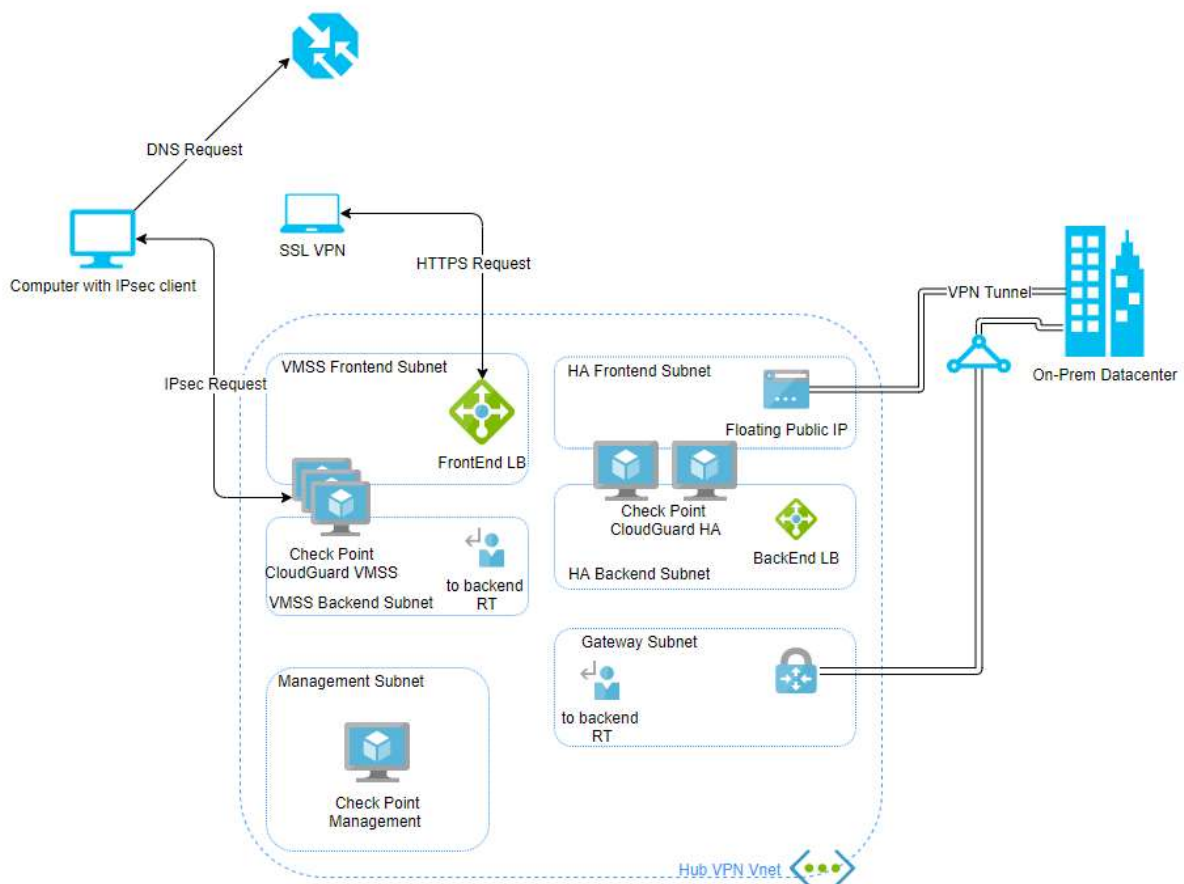 DNS Request
SSL VPN
HTTPS Request
Computer with IPsec client
VPN Tunnel
On-Prem Datacenter
IPsec Request
VMSS Frontend Subnet
FrontEnd LB
HA Frontend Subnet
Floating Public IP
Check Point
CloudGuard VMSS
VMSS Backend Subnet
to backend
RT
Check Point
CloudGuard HA
BackEnd LB
HA Backend Subnet
Gateway Subnet
to backend
RT
Management Subnet
Check Point
Management
Hub VPN Vnet